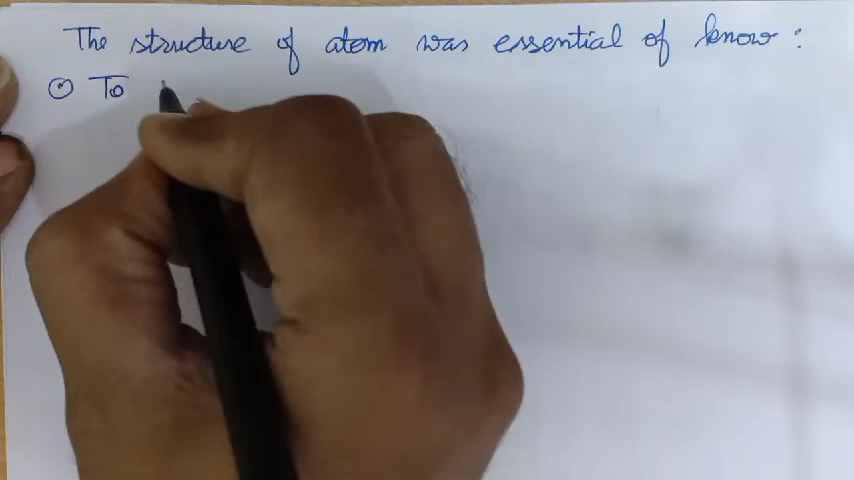 The structure of atom was essential of know:
⊙ To